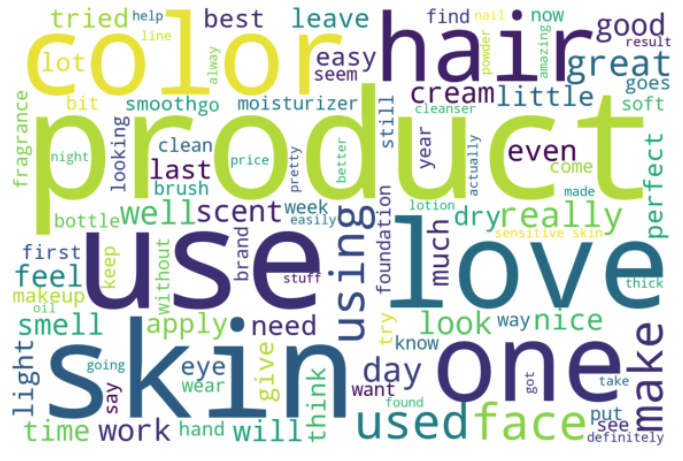 tried
help
best
leave
find
nail
now
good
line
color
hair
powder
amazing
result
lot
alway
easy
seem
great
goes
fragrance
bit
smooth
go
moisturizer
cream
little
soft
product
still
cleanser
looking
clean
year
even
come
perfect
night
last
price
pretty
better
actually
brush
made
bottle
well
scent
week
easily
using
foundation
lotion
dry
really
sensitive skin
first
keep
without
use
brand
stuff
love
much
thick
feel
makeup
oil
smell
apply
need
try
look
way
nice
make
light
skin
going
eye
know
one
say
wear
give
think
day
want
got
take
found
used
face
put
see
time
work
hand
will
definitely